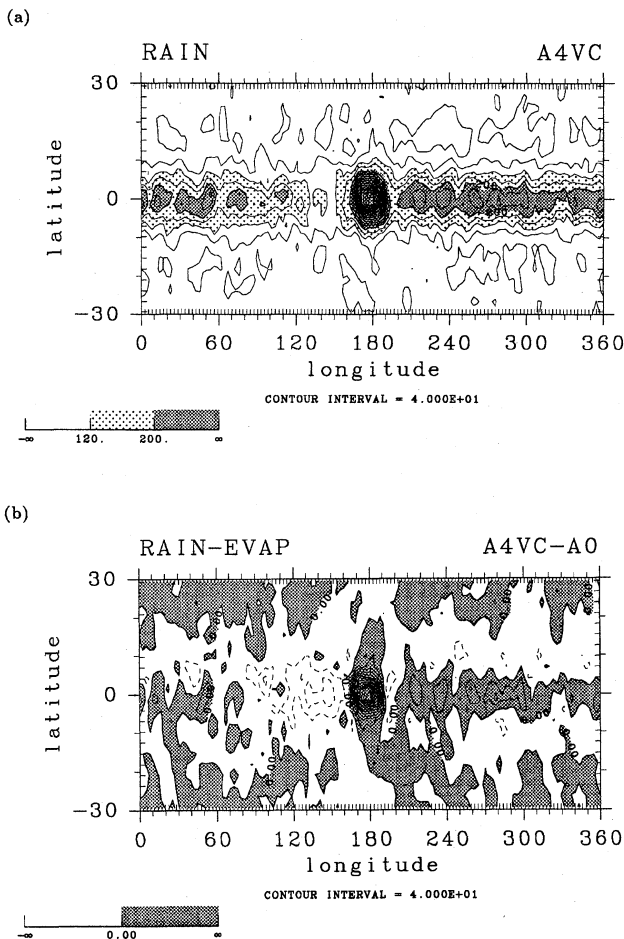 (a)
RAIN A4VC
30
0
-30
latitude
0 60 120 180 240 300 360
longitude
CONTOUR INTERVAL = 4.000E+01
-∞ 120. 200. ∞
(b)
RAIN-EVAP A4VC-A0
30
0
-30
latitude
0 60 120 180 240 300 360
longitude
CONTOUR INTERVAL = 4.000E+01
-∞ 0.00 ∞